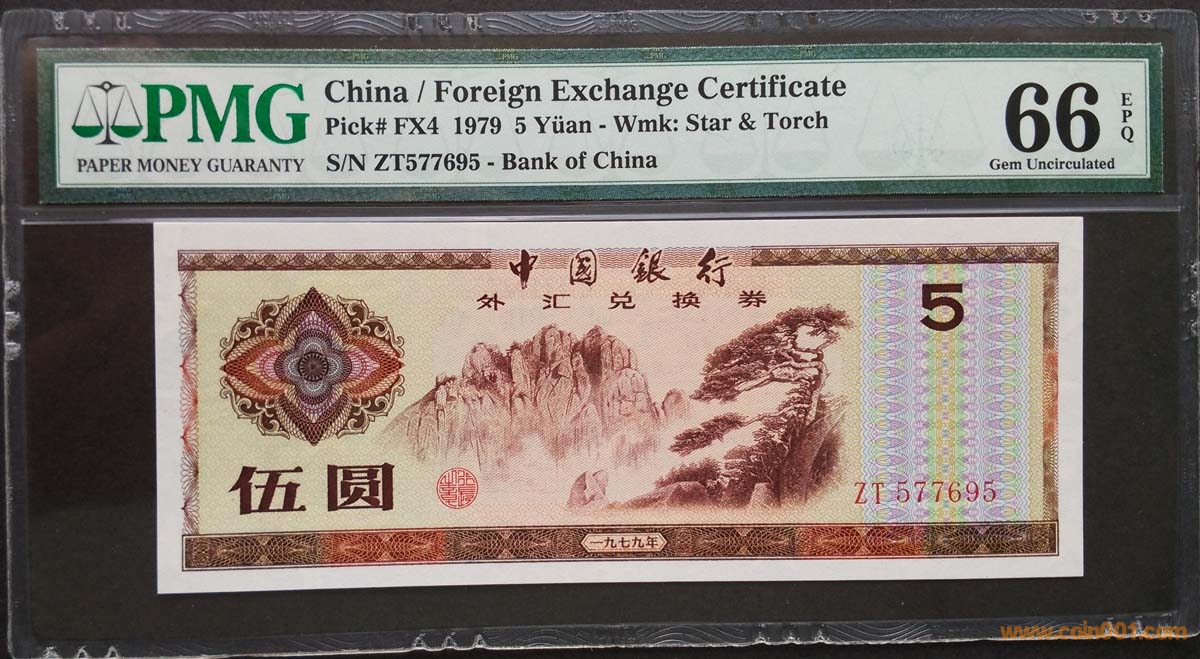 PMG
PAPER MONEY GUARANTY
China / Foreign Exchange Certificate
Pick# FX4 1979 5 Yüan - Wmk: Star & Torch
S/N ZT577695 - Bank of China
66
EPQ
Gem Uncirculated
中國銀行
外汇兑换券
5
伍圆
ZT 577695
一九七九年
www.coin001.com